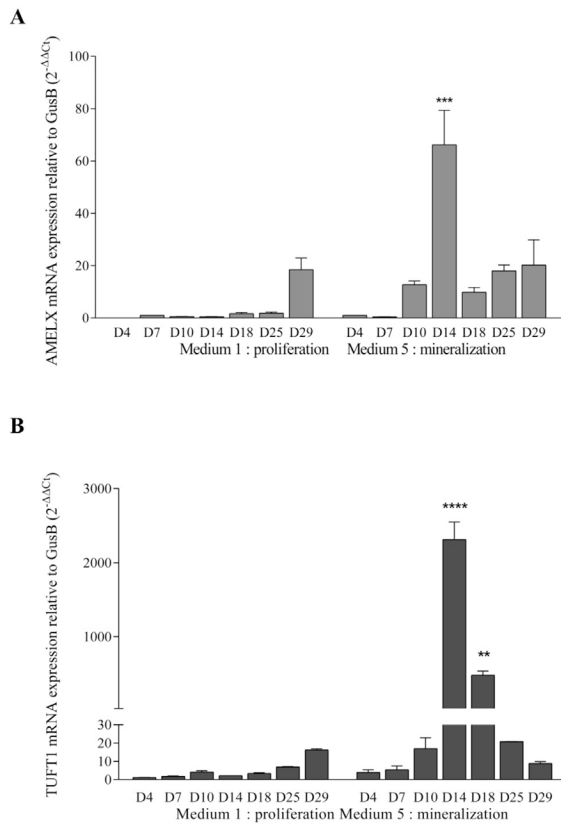 A
AMELX mRNA expression relative to GusB (2-ΔΔCt)
100
80
60
40
20
0
***
D4 D7 D10 D14 D18 D25 D29 D4 D7 D10 D14 D18 D25 D29
Medium 1 : proliferation Medium 5 : mineralization
B
TUFT1 mRNA expression relative to GusB (2-ΔΔCt)
3000
2000
1000
30
20
10
0
****
**
D4 D7 D10 D14 D18 D25 D29 D4 D7 D10 D14 D18 D25 D29
Medium 1 : proliferation Medium 5 : mineralization